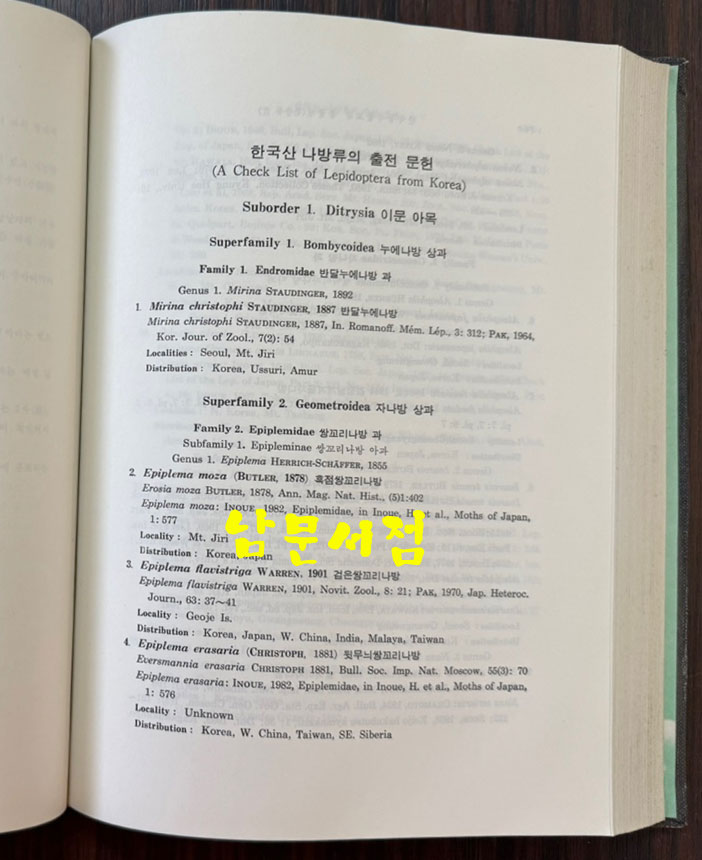 한국산 나방류의 출전 문헌
(A Check List of Lepidoptera from Korea)
Suborder 1. Ditrysia 이문 아목
Superfamily 1. Bombycoidea 누에나방 상과
Family 1. Endromidae 반달누에나방 과
Genus 1. Mirina STAUDINGER, 1892
1. Mirina christophi STAUDINGER, 1887 반달누에나방
Mirina christophi STAUDINGER, 1887, In. Romanoff. Mém. Lép., 3: 312; PAK, 1964,
Kor. Jour. of Zool., 7(2): 54
Localities : Seoul, Mt. Jiri
Distribution : Korea, Ussuri, Amur
Superfamily 2. Geometroidea 자나방 상과
Family 2. Epiplemidae 쌍꼬리나방 과
Subfamily 1. Epipleminae 쌍꼬리나방 아과
Genus 1. Epiplema HERRICH-SCHÄFFER, 1855
2. Epiplema moza (BUTLER, 1878) 흑점쌍꼬리나방
Erosia moza BUTLER, 1878, Ann. Mag. Nat. Hist., (5)1:402
Epiplema moza: INOUE, 1982, Epiplemidae, in Inoue, H. et al., Moths of Japan,
1: 577
남문서점
Locality : Mt. Jiri
Distribution : Korea, Japan
3. Epiplema flavistriga WARREN, 1901 검은쌍꼬리나방
Epiplema flavistriga WARREN, 1901, Novit. Zool., 8: 21; PAK, 1970, Jap. Heteroc.
Journ., 63: 37~41
Locality : Geoje Is.
Distribution : Korea, Japan, W. China, India, Malaya, Taiwan
4. Epiplema erasaria (CHRISTOPH, 1881) 뒷무늬쌍꼬리나방
Eversmannia erasaria CHRISTOPH 1881, Bull. Soc. Imp. Nat. Moscow, 55(3): 70
Epiplema erasaria: INOUE, 1982, Epiplemidae, in Inoue, H. et al., Moths of Japan,
1: 576
Locality : Unknown
Distribution : Korea, W. China, Taiwan, SE. Siberia